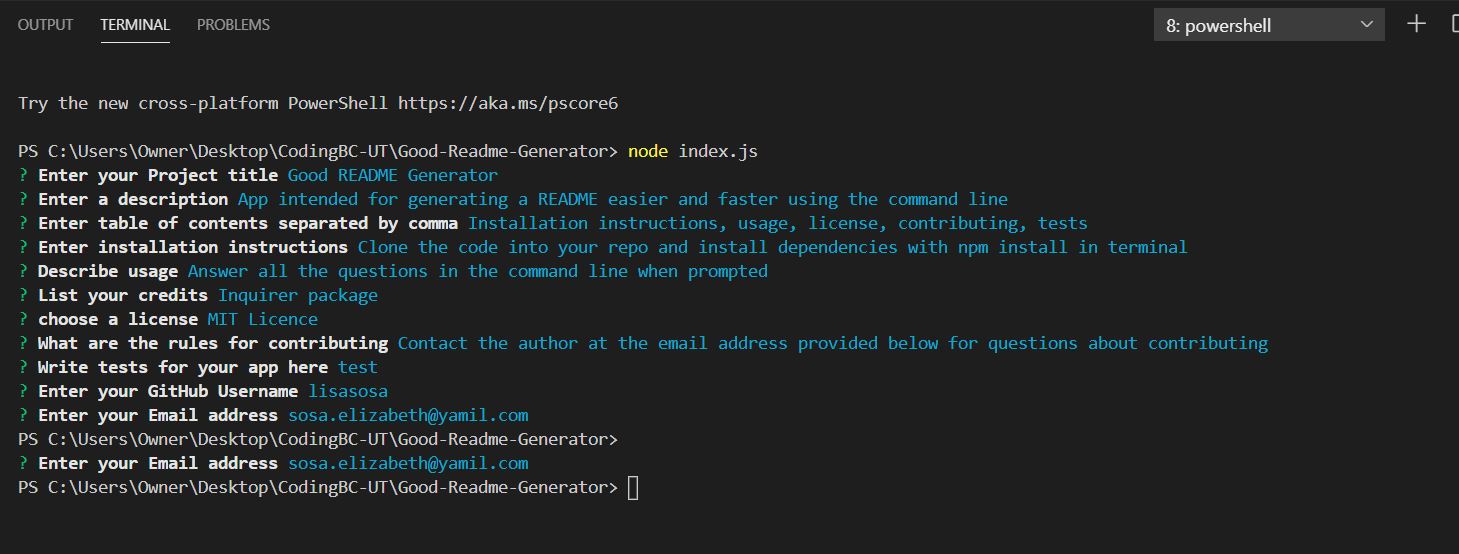 OUTPUT TERMINAL PROBLEMS 8: powershell
Try the new cross-platform PowerShell https://aka.ms/pscore6
PS C:\Users\Owner\Desktop\CodingBC-UT\Good-Readme-Generator> node index.js
? Enter your Project title Good README Generator
? Enter a description App intended for generating a README easier and faster using the command line
? Enter table of contents separated by comma Installation instructions, usage, license, contributing, tests
? Enter installation instructions Clone the code into your repo and install dependencies with npm install in terminal
? Describe usage Answer all the questions in the command line when prompted
? List your credits Inquirer package
? choose a license MIT Licence
? What are the rules for contributing Contact the author at the email address provided below for questions about contributing
? Write tests for your app here test
? Enter your GitHub Username lisasosa
? Enter your Email address sosa.elizabeth@yamil.com
PS C:\Users\Owner\Desktop\CodingBC-UT\Good-Readme-Generator>
? Enter your Email address sosa.elizabeth@yamil.com
PS C:\Users\Owner\Desktop\CodingBC-UT\Good-Readme-Generator>